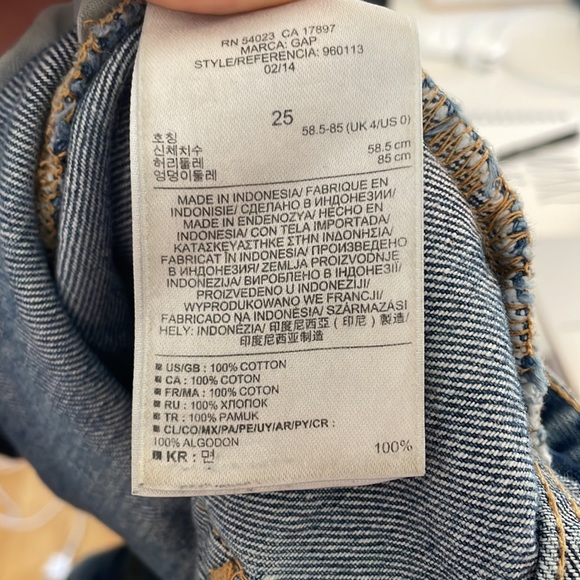 RN 54023 CA 17897
MARCA: GAP
STYLE/REFERENCIA: 960113
02/14
25
호칭 58.5-85 (UK 4/US 0)
신체치수
허리둘레 58.5 cm
엉덩이둘레 85 cm
MADE IN INDONESIA/ FABRIQUE EN
INDONISIE/ СДЕЛАНО В ИНДОНЕЗИИ/
MADE IN ENDENOZYA/ HECHO EN
INDONESIA/ CON TELA IMPORTADA/
ΚΑΤΑΣΚΕΥΑΣΤΗΚΕ ΣΤΗΝ ΙΝΔΟΝΗΣΙΑ/
FABRICAT ÎN INDONESIA/ ПРОИЗВЕДЕНО
В ИНДОНЕЗИЯ/ ZEMLJA PROIZVODNJE
INDONEZIJA/ ВИРОБЛЕНО В ІНДОНЕЗІЇ/
PROIZVEDENO U INDONEZIJI/
WYPRODUKOWANO WE FRANCJI/
FABRICADO NA INDONÉSIA/ SZÁRMAZÁSI
HELY: INDONÉZIA/ 印度尼西亞 ( 印尼 ) 製造/
印度尼西亚制造
US/GB : 100% COTTON
CA : 100% COTON
FR/MA : 100% COTON
RU : 100% ХЛОПОК
TR : 100% PAMUK
CL/CO/MX/PA/PE/UY/AR/PY/CR :
100% ALGODON
KR : 면 100%